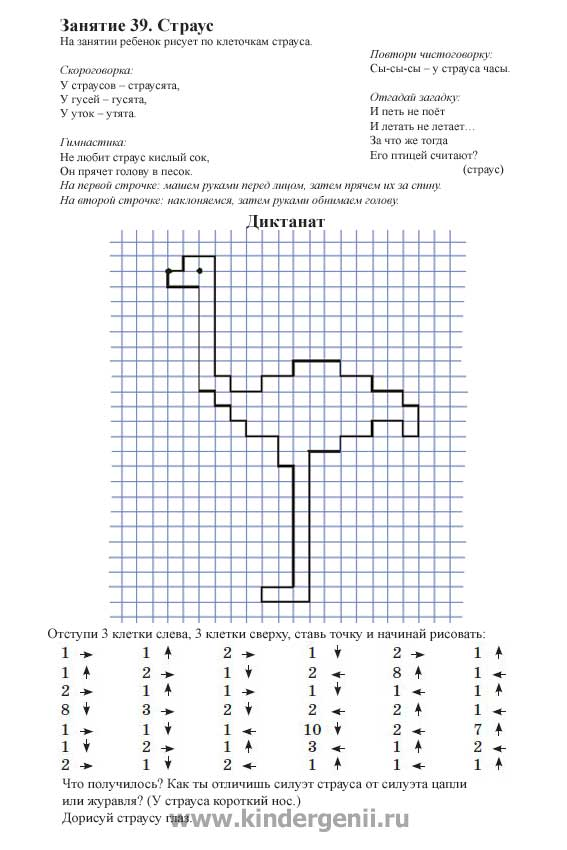 Занятие 39. Страус
На занятии ребенок рисует по клеточкам страуса.
Скороговорка:
У страусов – страусята,
У гусей – гусята,
У уток – утята.
Гимнастика:
Не любит страус кислый сок,
Он прячет голову в песок.
Повтори чистоговорку:
Сы-сы-сы – у страуса часы.
Отгадай загадку:
И петь не поёт
И летать не летает…
За что же тогда
Его птицей считают?
(страус)
На первой строчке: машем руками перед лицом, затем прячем их за спину.
На второй строчке: наклоняемся, затем руками обнимаем голову.
Диктанат
Отступи 3 клетки слева, 3 клетки сверху, ставь точку и начинай рисовать:
1 → 1 ↑ 2 → 1 ↓ 2 → 1 ↑
1 ↑ 2 → 1 ↓ 2 ← 8 ↑ 1 ←
2 → 1 ↑ 1 → 1 ↓ 1 ← 1 ↓
8 ↓ 3 → 2 ↓ 2 ← 2 ↑ 1 ←
1 → 1 ↓ 1 ← 10 ↓ 2 ← 7 ↑
1 ↓ 2 → 1 ↑ 3 ← 1 ↑ 2 ←
2 → 1 ↓ 2 ← 1 ↑ 1 ← 1 ↑
Что получилось? Как ты отличишь силуэт страуса от силуэта цапли
или журавля? (У страуса короткий нос.)
Дорисуй страусу глаз.
www.kindergenii.ru